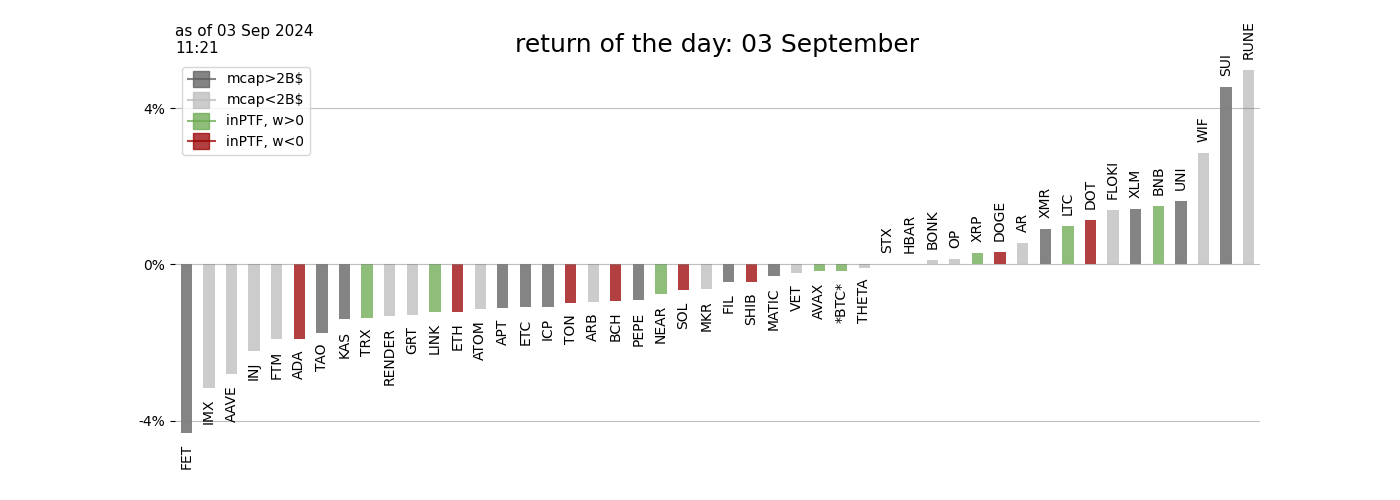 as of 03 Sep 2024
11:21
return of the day: 03 September
mcap>2B$
mcap<2B$
inPTF, w>0
inPTF, w<0
4%
0%
-4%
FET
IMX
AAVE
INJ
FTM
ADA
TAO
KAS
TRX
RENDER
GRT
LINK
ETH
ATOM
APT
ETC
ICP
TON
ARB
BCH
PEPE
NEAR
SOL
MKR
FIL
SHIB
MATIC
VET
AVAX
*BTC*
THETA
STX
HBAR
BONK
OP
XRP
DOGE
AR
XMR
LTC
DOT
FLOKI
XLM
BNB
UNI
WIF
SUI
RUNE